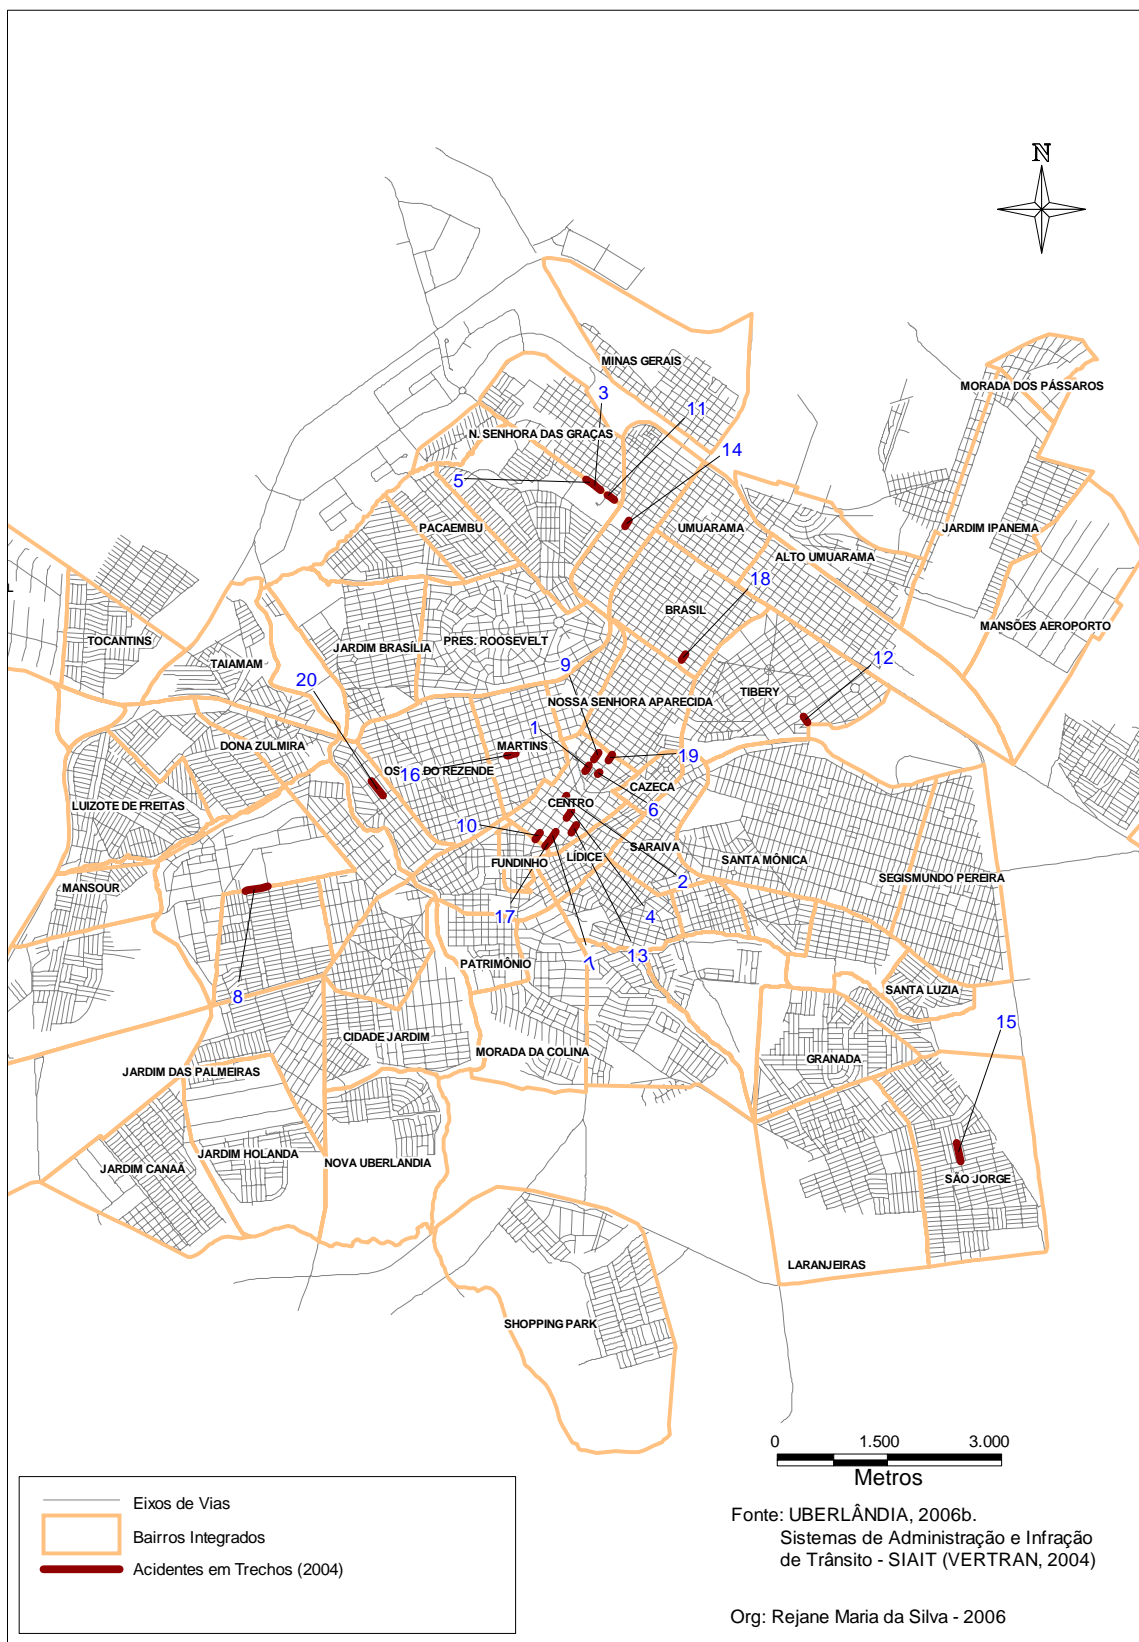 N
MINAS GERAIS
MORADA DOS PÁSSAROS
3
11
N. SENHORA DAS GRAÇAS
14
5
PACAEMBU
UMUARAMA
JARDIM IPANEMA
ALTO UMUARAMA
18
L
BRASIL
MANSÕES AEROPORTO
TOCANTINS
JARDIM BRASÍLIA
PRES. ROOSEVELT
TAIAMAM
9
12
20
TIBERY
NOSSA SENHORA APARECIDA
1
DONA ZULMIRA
MARTINS
19
16
CAZECA
LUIZOTE DE FREITAS
CENTRO
6
10
SARAIVA
LÍDICE
SANTA MÔNICA
FUNDINHO
SEGISMUNDO PEREIRA
MANSOUR
2
17
4
13
7
PATRIMÔNIO
SANTA LUZIA
8
15
CIDADE JARDIM
MORADA DA COLINA
GRANADA
JARDIM DAS PALMEIRAS
JARDIM HOLANDA
NOVA UBERLANDIA
JARDIM CANAÃ
SÃO JORGE
LARANJEIRAS
SHOPPING PARK
0 1.500 3.000
Metros
Eixos de Vias
Bairros Integrados
Acidentes em Trechos (2004)
Fonte: UBERLÂNDIA, 2006b.
Sistemas de Administração e Infração
de Trânsito - SIAIT (VERTRAN, 2004)
Org: Rejane Maria da Silva - 2006